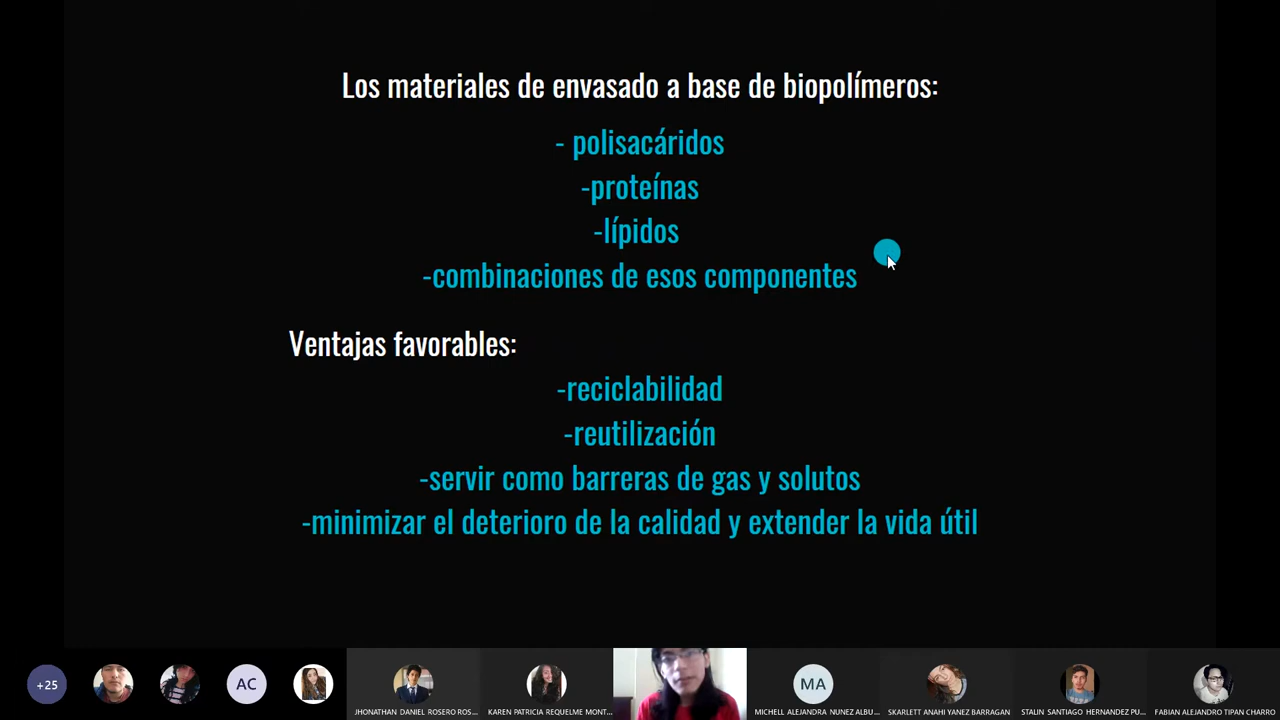 Los materiales de envasado a base de biopolímeros:
- polisacáridos
-proteínas
-lípidos
-combinaciones de esos componentes
Ventajas favorables:
-reciclabilidad
-reutilización
-servir como barreras de gas y solutos
-minimizar el deterioro de la calidad y extender la vida útil
+25
AC
MA
JHONATHAN DANIEL ROSERO ROS...
KAREN PATRICIA REQUELME MONT...
MICHELL ALEJANDRA NUNEZ ALBU...
SKARLETT ANAHI YANEZ BARRAGAN
STALIN SANTIAGO HERNANDEZ PU...
FABIAN ALEJANDRO TIPAN CHARRO